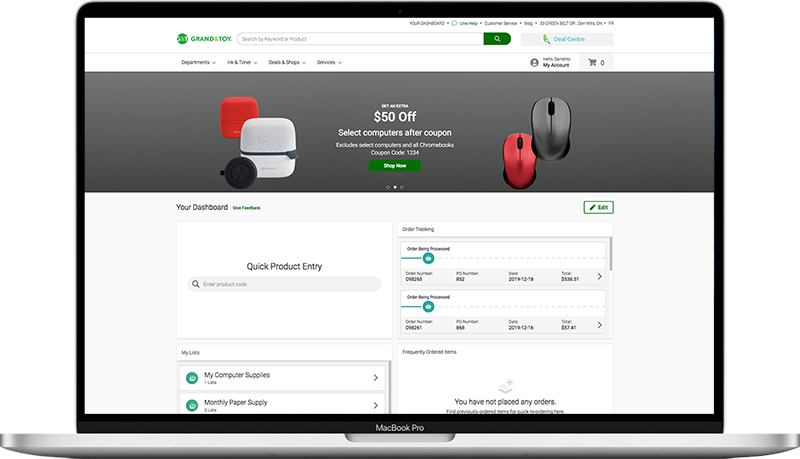 YOUR DASHBOARD • Live Help • Customer Service • Blog • 33 GREEN BELT DR , Don Mills, ON • FR
G&T GRAND&TOY.
Search by Keyword or Product
Deal Centre
Departments Ink & Toner Deals & Shops Services
Hello, Danielito
My Account
0
GET AN EXTRA
$50 Off
Select computers after coupon
Excludes select computers and all Chromebooks
Coupon Code: 1234
Shop Now
Your Dashboard Give Feedback
Edit
Quick Product Entry
Enter product code
Order Tracking
Order Being Processed
Order Number: PO Number: Date: Total:
098265 852 2019-12-18 $538.51
Order Being Processed
Order Number: PO Number: Date: Total:
098261 868 2019-12-16 $57.41
My Lists
My Computer Supplies
1 Lists
Monthly Paper Supply
3 Lists
Frequently Ordered Items
You have not placed any orders.
Find previously ordered items for quick re-ordering here.
MacBook Pro